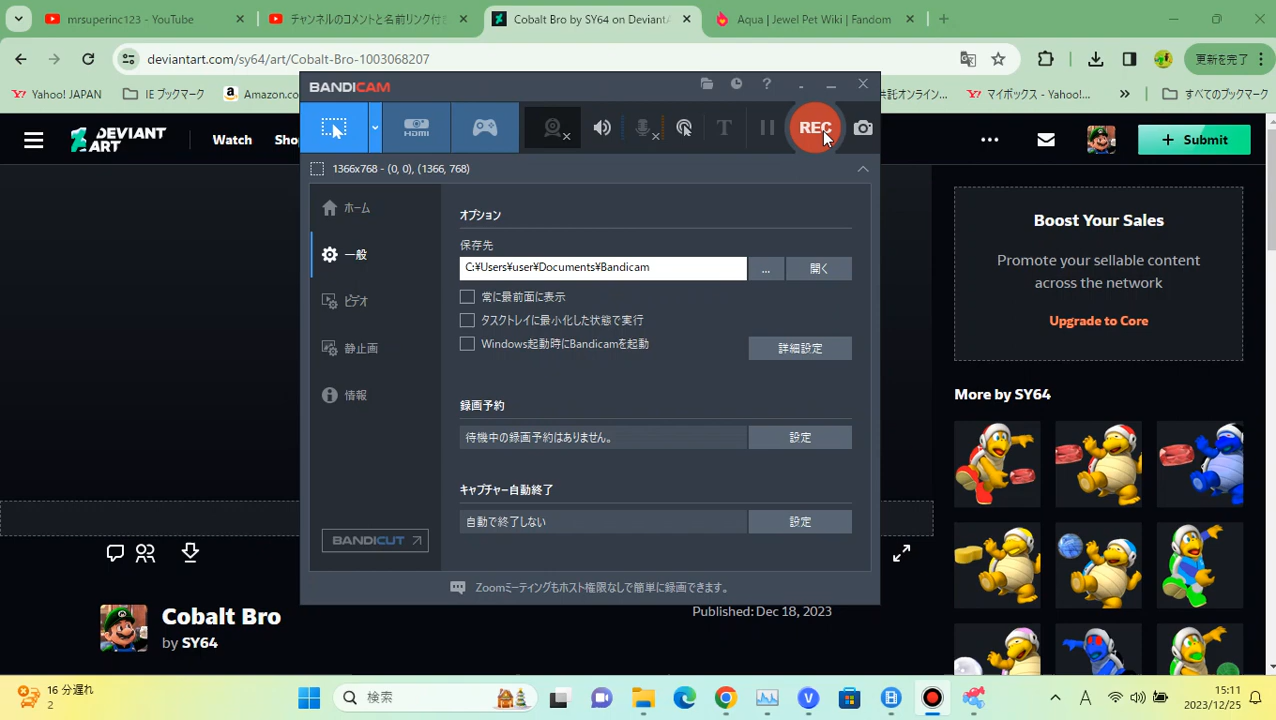 mrsuperinc123 - YouTube
チャンネルのコメントと名前リンク付き
Cobalt Bro by SY64 on DeviantA
Aqua | Jewel Pet Wiki | Fandom
deviantart.com/sy64/art/Cobalt-Bro-1003068207
更新を完了
Yahoo! JAPAN
IE ブックマーク
Amazon.co
共託オンライン...
マイボックス - Yahoo!...
すべてのブックマーク
BANDICAM
HDMI
T
REC
DEVIANT ART
Watch
Sho
Submit
1366x768 - (0, 0), (1366, 768)
ホーム
一般
ビデオ
静止画
情報
BANDICUT
オプション
保存先
C:¥Users¥user¥Documents¥Bandicam
...
開く
常に最前面に表示
タスクトレイに最小化した状態で実行
Windows起動時にBandicamを起動
詳細設定
録画予約
待機中の録画予約はありません。
設定
キャプチャー自動終了
自動で終了しない
設定
Zoomミーティングもホスト権限なしで簡単に録画できます。
Boost Your Sales
Promote your sellable content
across the network
Upgrade to Core
More by SY64
Cobalt Bro
by SY64
Published: Dec 18, 2023
16 分遅れ
2
検索
A
15:11
2023/12/25